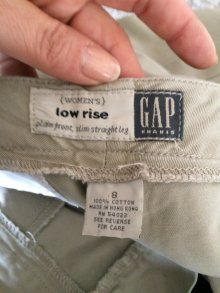 {WOMEN'S}
low rise
plain front, slim straight leg
GAP
KHAKIS
8
100% COTTON
MADE IN HONG KONG
RN 54023
SEE REVERSE
FOR CARE